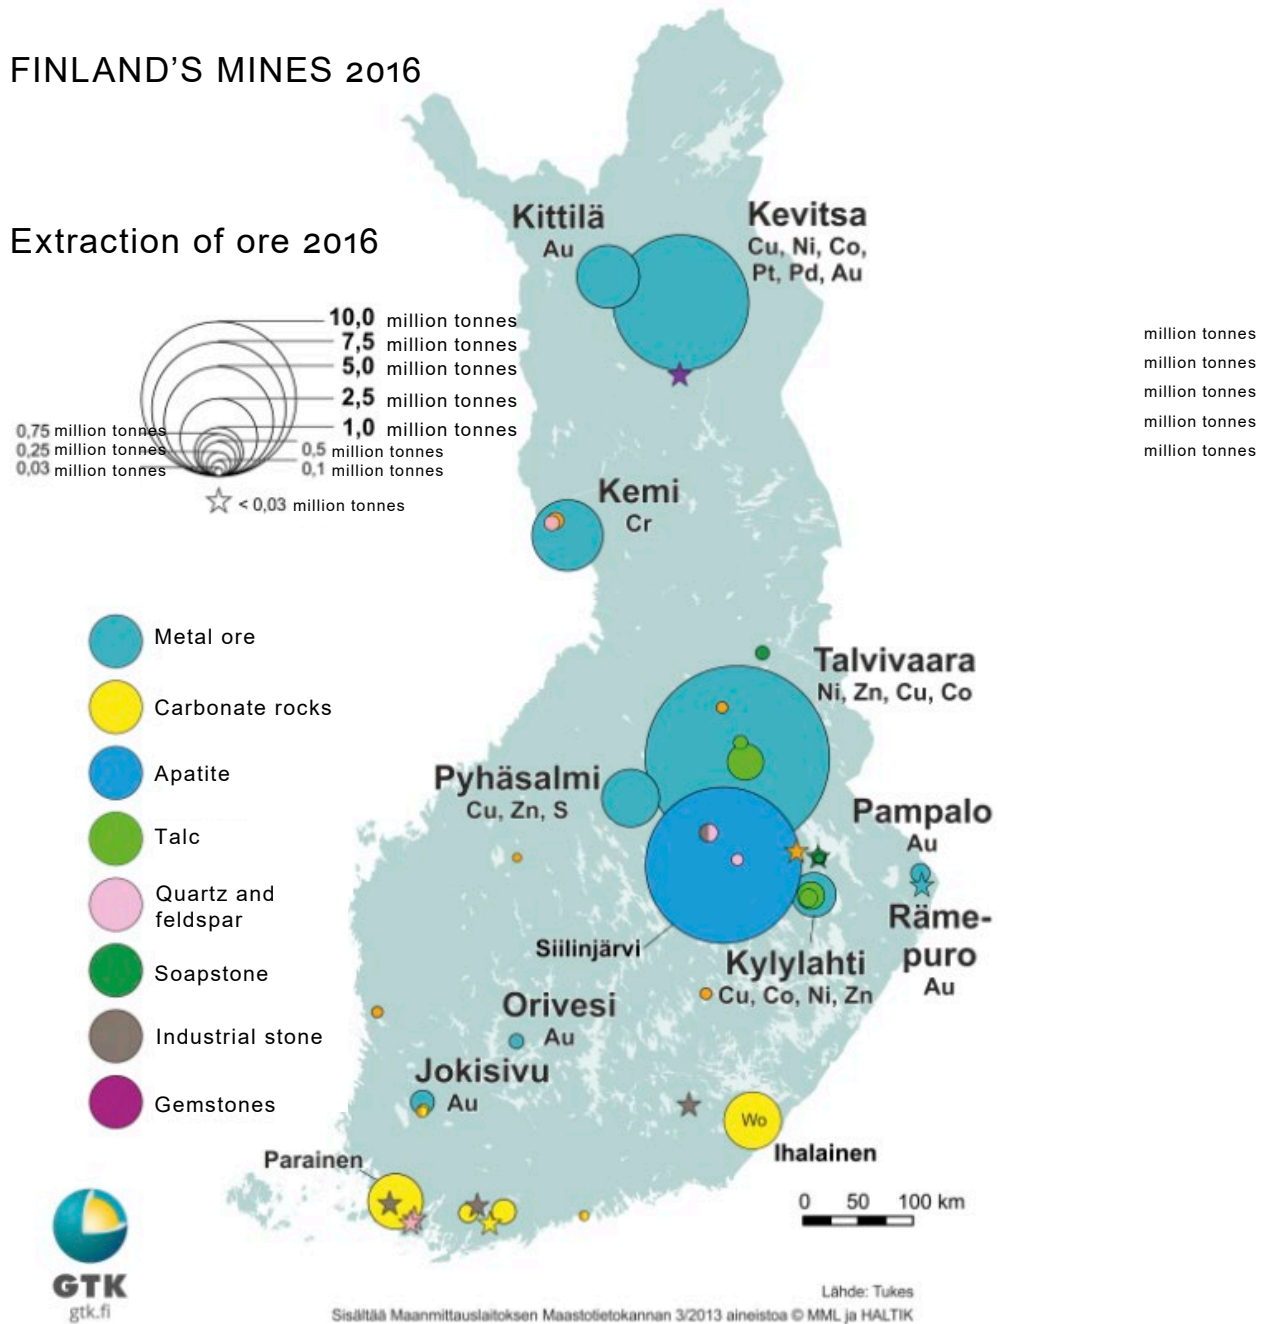 FINLAND'S MINES 2016
Extraction of ore 2016
10,0 million tonnes
7,5 million tonnes
5,0 million tonnes
2,5 million tonnes
1,0 million tonnes
0,75 million tonnes
0,25 million tonnes
0,03 million tonnes
0,5 million tonnes
0,1 million tonnes
< 0,03 million tonnes
million tonnes
million tonnes
million tonnes
million tonnes
million tonnes
Metal ore
Carbonate rocks
Apatite
Talc
Quartz and
feldspar
Soapstone
Industrial stone
Gemstones
Kittilä
Au
Kevitsa
Cu, Ni, Co,
Pt, Pd, Au
Kemi
Cr
Talvivaara
Ni, Zn, Cu, Co
Pyhäsalmi
Cu, Zn, S
Pampalo
Au
Räme-
puro
Au
Siilinjärvi
Kylylahti
Cu, Co, Ni, Zn
Orivesi
Au
Jokisivu
Au
Wo
Ihalainen
Parainen
0 50 100 km
GTK
gtk.fi
Lähde: Tukes
Sisältää Maanmittauslaitoksen Maastotietokannan 3/2013 aineistoa © MML ja HALTIK